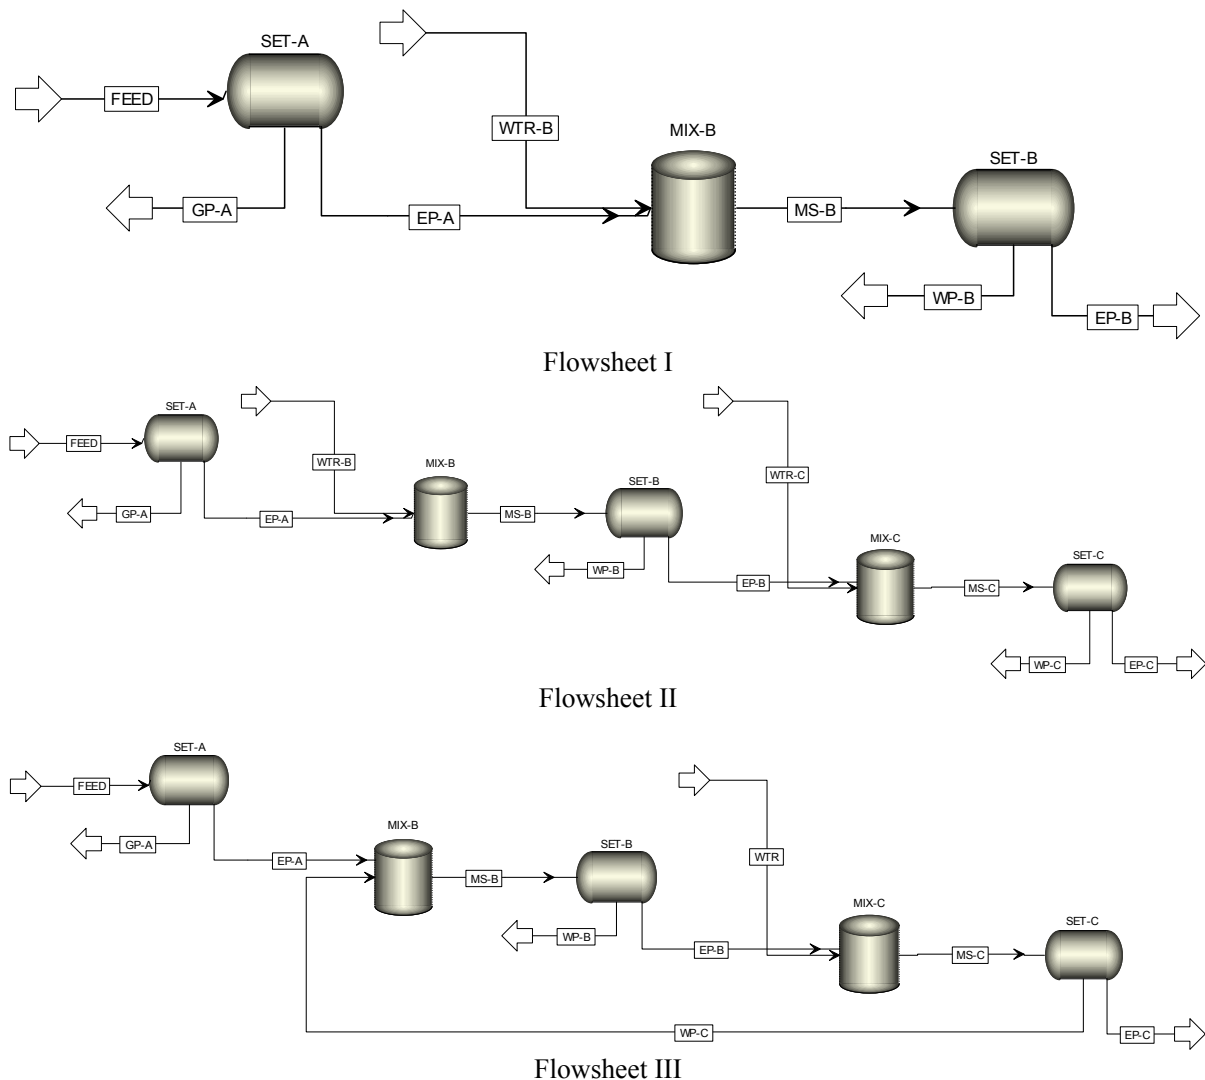 SET-A
FEED
WTR-B
MIX-B
SET-B
GP-A
EP-A
MS-B
WP-B
EP-B
Flowsheet I
SET-A
FEED
WTR-B
MIX-B
SET-B
WTR-C
GP-A
EP-A
MS-B
MIX-C
SET-C
WP-B
EP-B
MS-C
WP-C
EP-C
Flowsheet II
SET-A
FEED
MIX-B
GP-A
EP-A
SET-B
WTR
MS-B
MIX-C
SET-C
WP-B
EP-B
MS-C
WP-C
EP-C
Flowsheet III